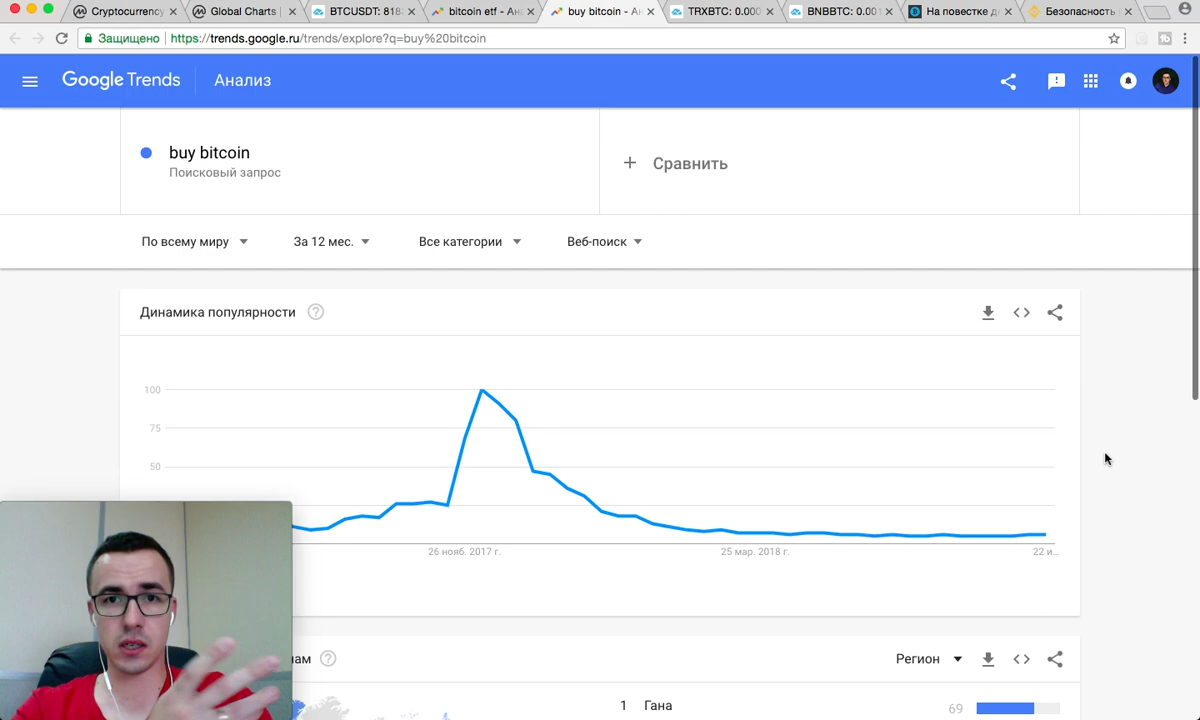 Cryptocurrency
Global Charts
BTCUSDT: 818
bitcoin etf - Ан
buy bitcoin - А
TRXBTC: 0.000
BNBBTC: 0.001
На повестке д
Безопасность
Защищено
https://trends.google.ru/trends/explore?q=buy%20bitcoin
Google Trends
Анализ
buy bitcoin
Поисковый запрос
+ Сравнить
По всему миру
За 12 мес.
Все категории
Веб-поиск
Динамика популярности
?
100
75
50
26 нояб. 2017 г.
25 мар. 2018 г.
22 и...
нам
?
Регион
1 Гана
69